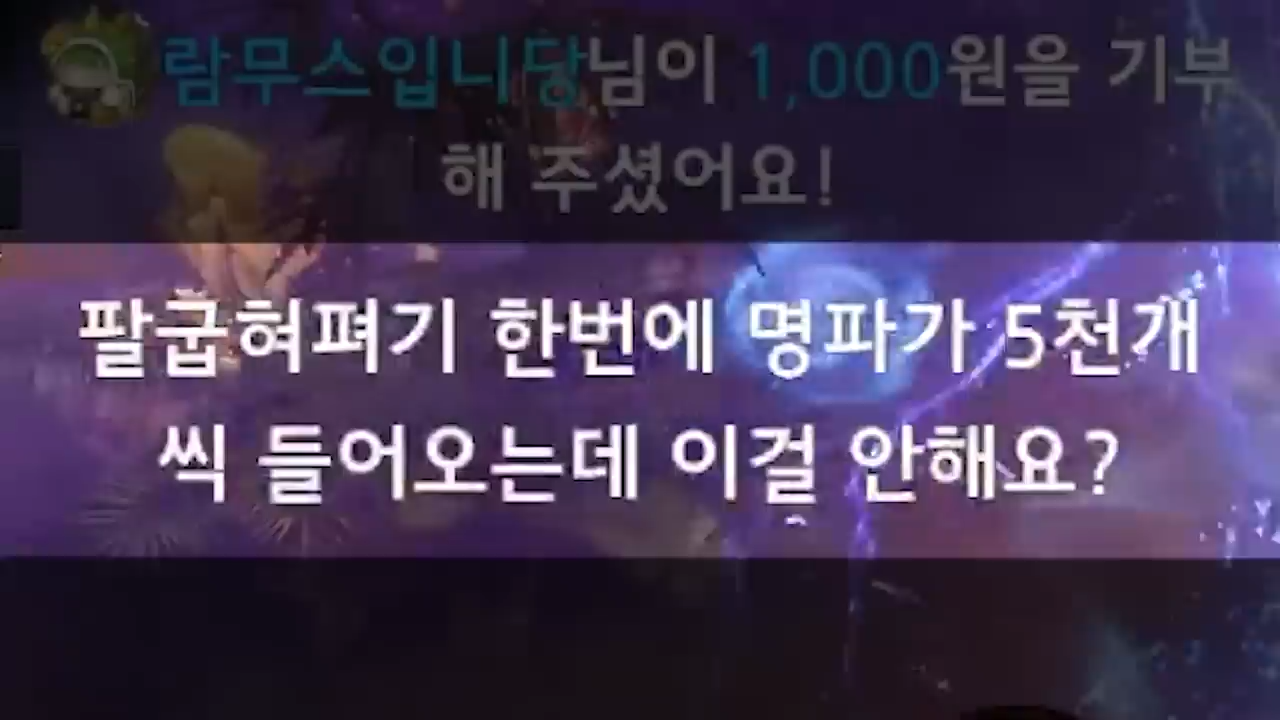 람무스입니당님이 1,000원을 기부
해 주셨어요!
팔굽혀펴기 한번에 명파가 5천개
씩 들어오는데 이걸 안해요?